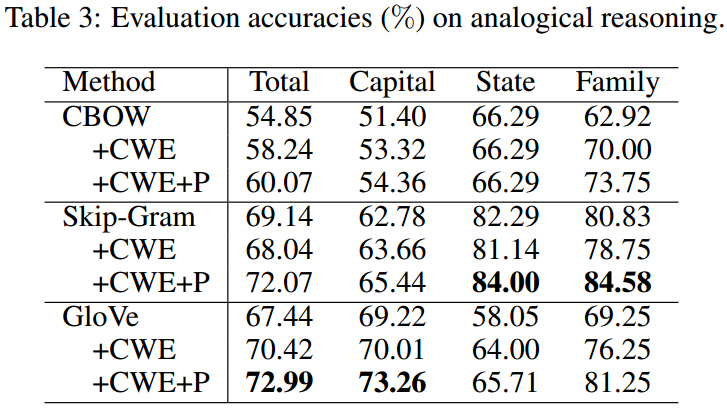 Table 3: Evaluation accuracies (%) on analogical reasoning.
Method Total Capital State Family
CBOW 54.85 51.40 66.29 62.92
+CWE 58.24 53.32 66.29 70.00
+CWE+P 60.07 54.36 66.29 73.75
Skip-Gram 69.14 62.78 82.29 80.83
+CWE 68.04 63.66 81.14 78.75
+CWE+P 72.07 65.44 84.00 84.58
GloVe 67.44 69.22 58.05 69.25
+CWE 70.42 70.01 64.00 76.25
+CWE+P 72.99 73.26 65.71 81.25